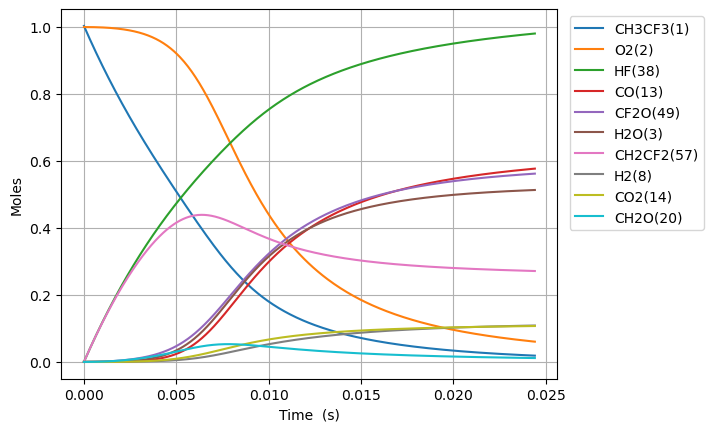 1.0
0.8
0.6
0.4
0.2
0.0
Moles
0.000
0.005
0.010
0.015
0.020
0.025
Time (s)
CH3CF3(1)
O2(2)
HF(38)
CO(13)
CF2O(49)
H2O(3)
CH2CF2(57)
H2(8)
CO2(14)
CH2O(20)